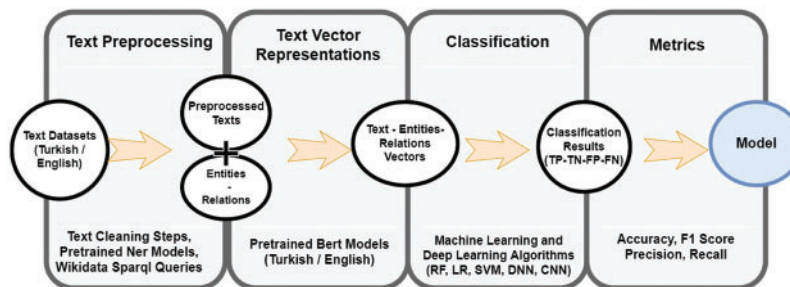 Text Preprocessing
Text Vector
Representations
Classification
Metrics
Text Datasets
(Turkish /
English)
Preprocessed
Texts
+
Entities
-
Relations
Text - Entities-
Relations
Vectors
Classification
Results
(TP-TN-FP-FN)
Model
Text Cleaning Steps,
Pretrained Ner Models,
Wikidata Sparql Queries
Pretrained Bert Models
(Turkish / English)
Machine Learning and
Deep Learning Algorithms
(RF, LR, SVM, DNN, CNN)
Accuracy, F1 Score
Precision, Recall